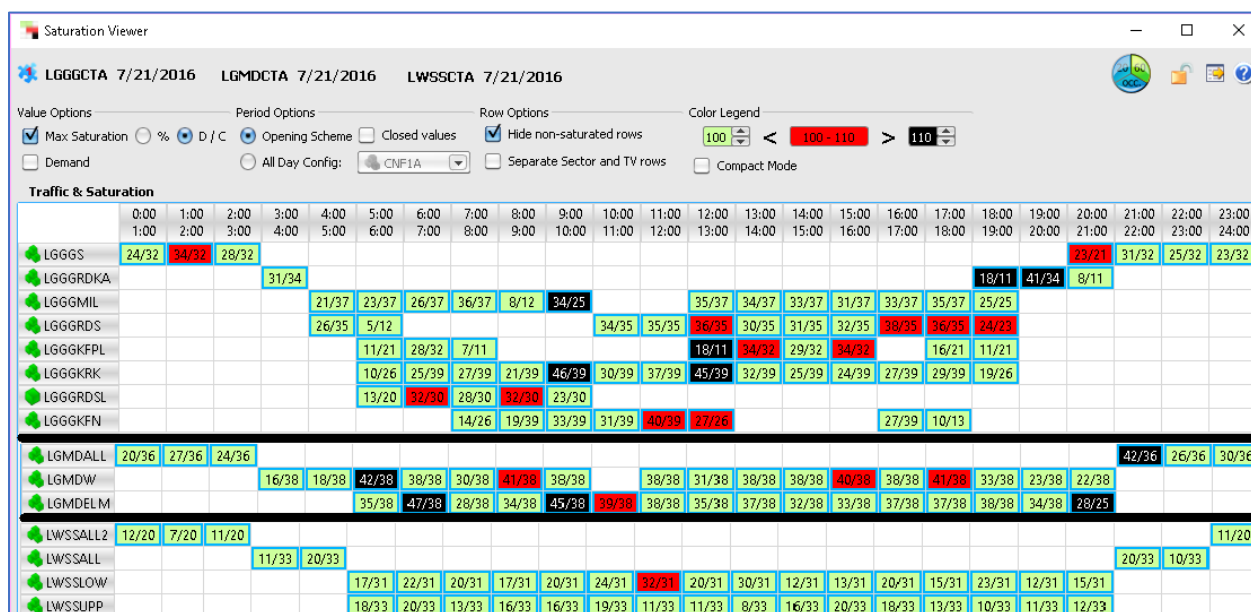 Saturation Viewer
LGGGCTA 7/21/2016 LGMDCTA 7/21/2016 LWSSCTA 7/21/2016
20 60 OCC.
Value Options Period Options Row Options Color Legend
Max Saturation % D / C Opening Scheme Closed values Hide non-saturated rows 100 < 100 - 110 > 110
Demand All Day Config: CNF1A Separate Sector and TV rows Compact Mode
Traffic & Saturation
0:00 1:00 2:00 3:00 4:00 5:00 6:00 7:00 8:00 9:00 10:00 11:00 12:00 13:00 14:00 15:00 16:00 17:00 18:00 19:00 20:00 21:00 22:00 23:00
1:00 2:00 3:00 4:00 5:00 6:00 7:00 8:00 9:00 10:00 11:00 12:00 13:00 14:00 15:00 16:00 17:00 18:00 19:00 20:00 21:00 22:00 23:00 24:00
LGGGS 24/32 34/32 28/32 23/21 31/32 25/32 23/32
LGGGRDKA 31/34 18/11 41/34 8/11
LGGGMIL 21/37 23/37 26/37 36/37 8/12 34/25 35/37 34/37 33/37 31/37 33/37 35/37 25/25
LGGGRDS 26/35 5/12 34/35 35/35 36/35 30/35 31/35 32/35 38/35 36/35 24/23
LGGGKFPL 11/21 28/32 7/11 18/11 34/32 29/32 34/32 16/21 11/21
LGGGKRK 10/26 25/39 27/39 21/39 46/39 30/39 37/39 45/39 32/39 25/39 24/39 27/39 29/39 19/26
LGGGRDSL 13/20 32/30 28/30 32/30 23/30
LGGGKFN 14/26 19/39 33/39 31/39 40/39 27/26 27/39 10/13
LGMDALL 20/36 27/36 24/36 42/36 26/36 30/36
LGMDW 16/38 18/38 42/38 38/38 30/38 41/38 38/38 38/38 31/38 38/38 38/38 40/38 38/38 41/38 33/38 23/38 22/38
LGMDELM 35/38 47/38 28/38 34/38 45/38 39/38 38/38 35/38 37/38 32/38 33/38 37/38 37/38 38/38 34/38 28/25
LWSSALL2 12/20 7/20 11/20 11/20
LWSSALL 11/33 20/33 20/33 10/33
LWSSLOW 17/31 22/31 20/31 17/31 20/31 24/31 32/31 20/31 30/31 12/31 13/31 20/31 15/31 23/31 12/31 15/31
LWSSUPP 18/33 20/33 13/33 16/33 16/33 19/33 11/33 11/33 8/33 16/33 20/33 18/33 13/33 10/33 11/33 12/33